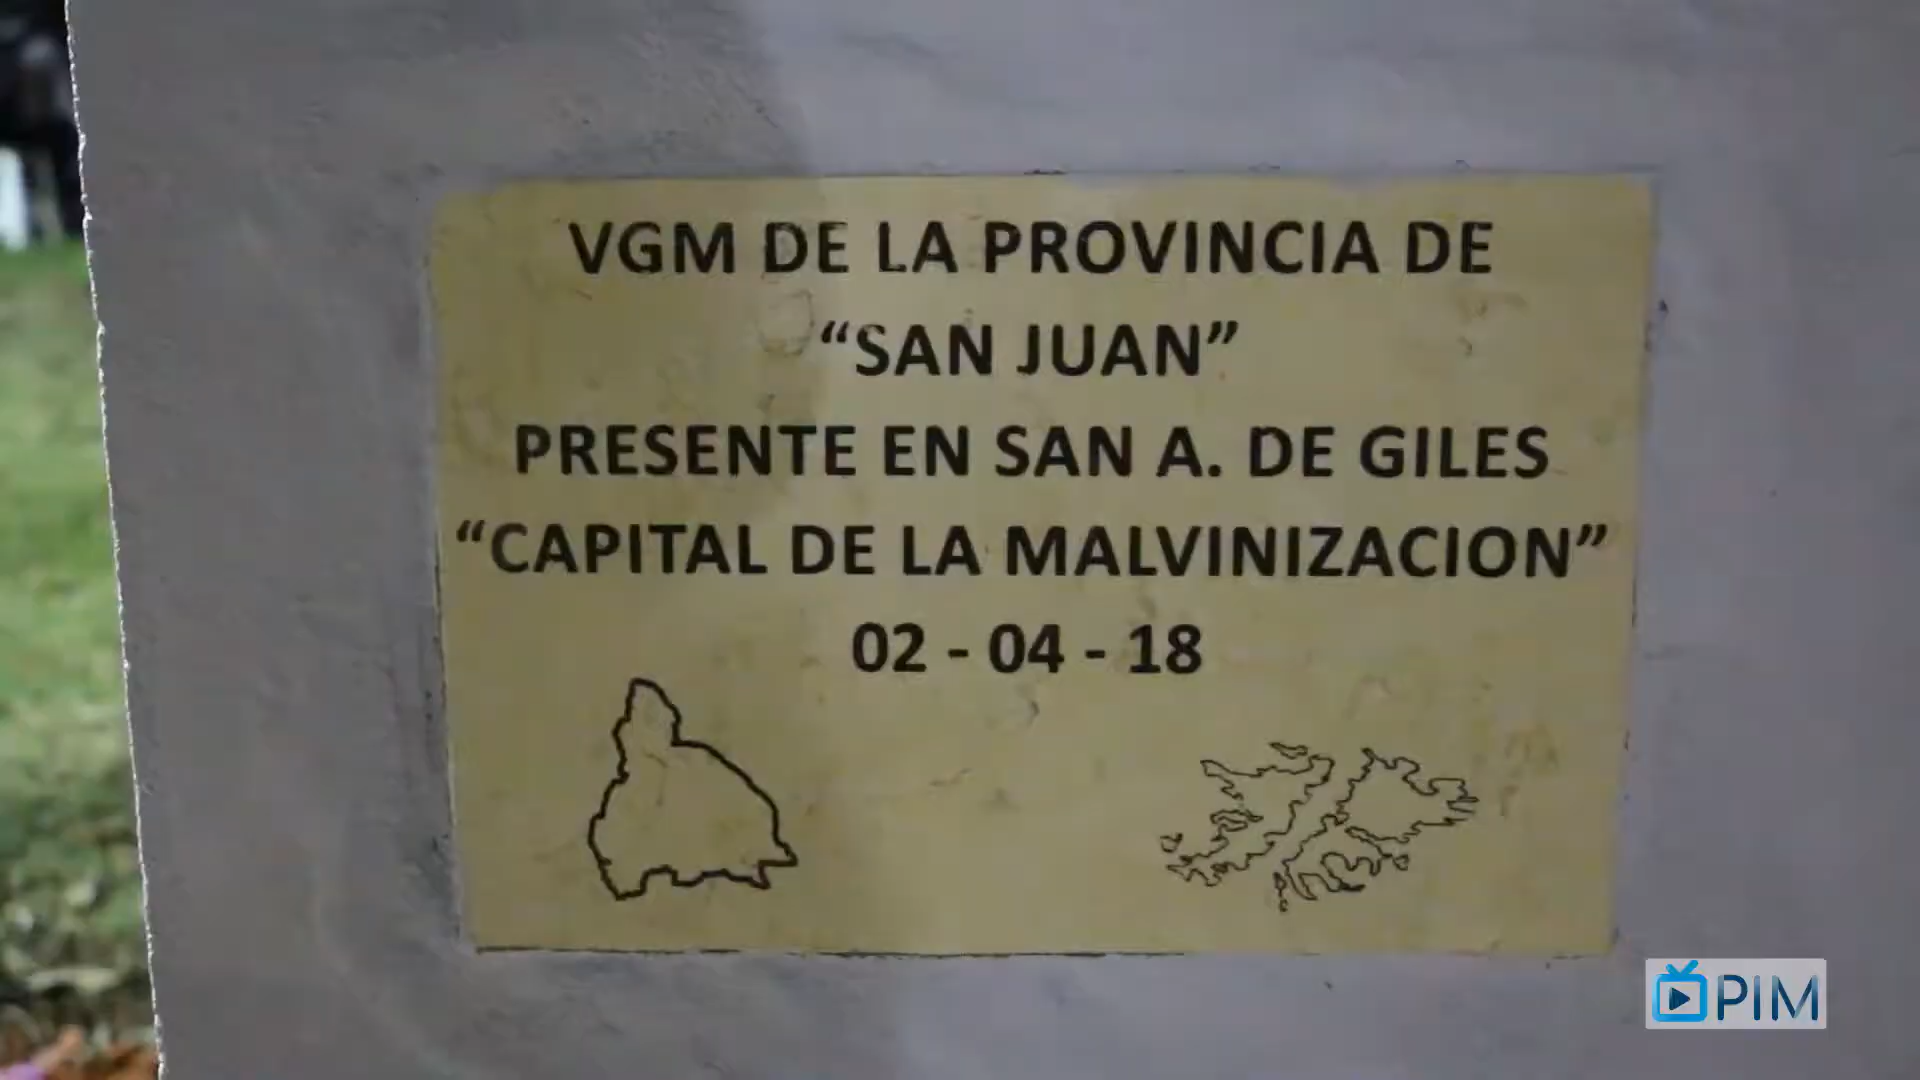 VGM DE LA PROVINCIA DE
“SAN JUAN”
PRESENTE EN SAN A. DE GILES
“CAPITAL DE LA MALVINIZACION”
02 - 04 - 18
PIM